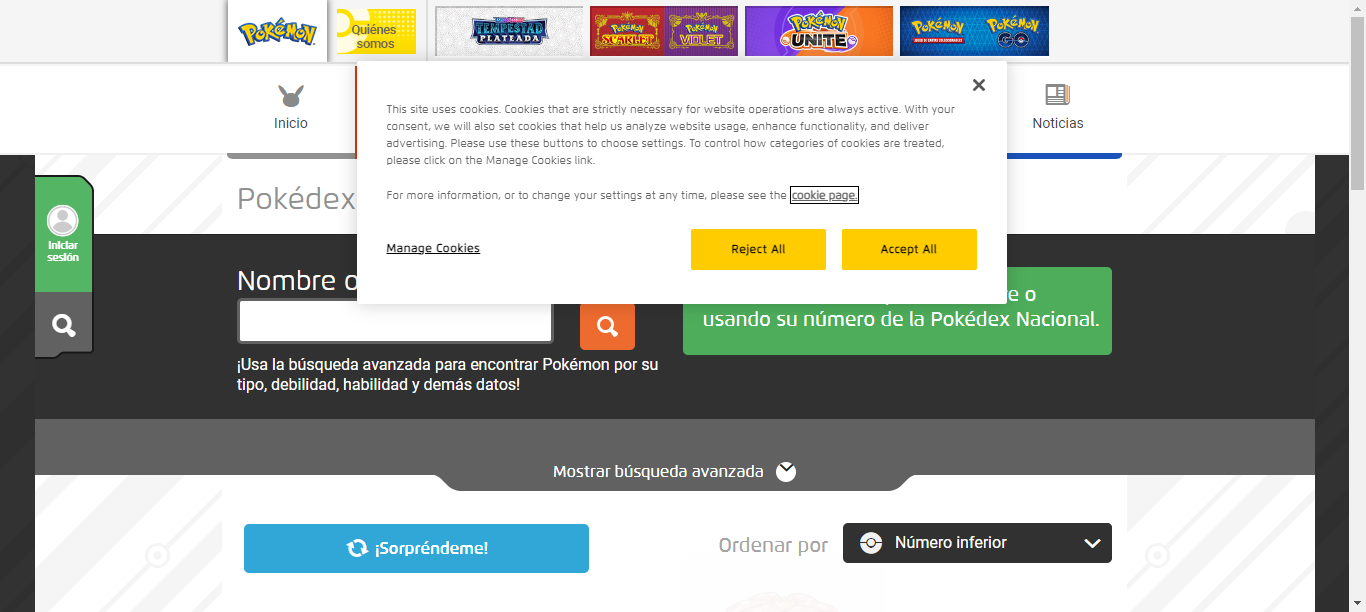 Pokémon
Quiénes
somos
TEMPESTAD
PLATEADA
Pokémon
SCARLET
Pokémon
VIOLET
Pokémon
UNITE
Pokémon
Pokémon
GO
Inicio
Noticias
This site uses cookies. Cookies that are strictly necessary for website operations are always active. With your
consent, we will also set cookies that help us analyze website usage, enhance functionality, and deliver
advertising. Please use these buttons to choose settings. To control how categories of cookies are treated,
please click on the Manage Cookies link.
For more information, or to change your settings at any time, please see the cookie page.
Manage Cookies
Reject All
Accept All
Pokédex
Iniciar
sesión
Nombre o
re o
usando su número de la Pokédex Nacional.
¡Usa la búsqueda avanzada para encontrar Pokémon por su
tipo, debilidad, habilidad y demás datos!
Mostrar búsqueda avanzada
¡Sorpréndeme!
Ordenar por
Número inferior